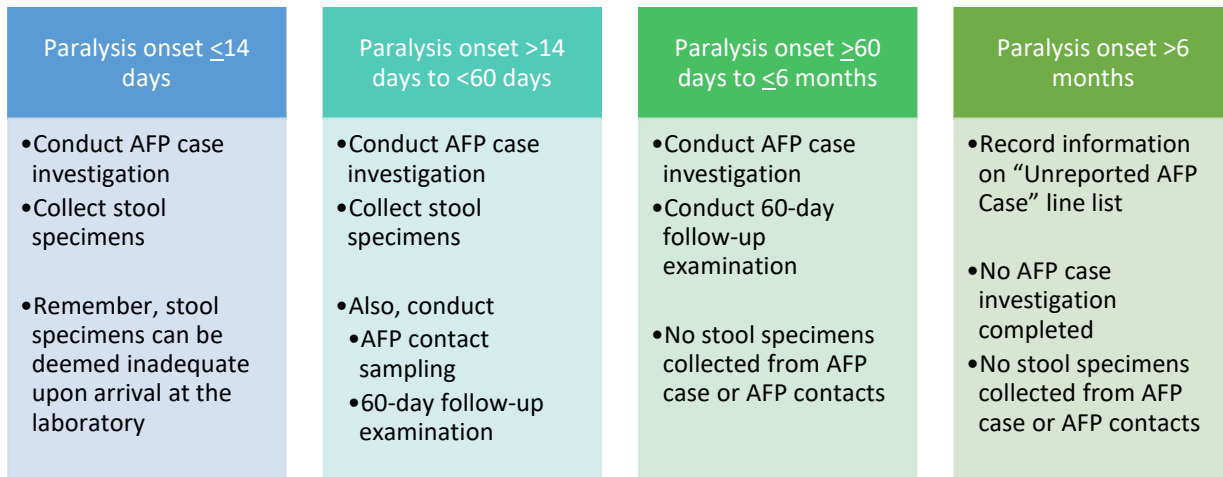 Paralysis onset ≤14
days
•Conduct AFP case
investigation
•Collect stool
specimens
•Remember, stool
specimens can be
deemed inadequate
upon arrival at the
laboratory
Paralysis onset >14
days to <60 days
•Conduct AFP case
investigation
•Collect stool
specimens
•Also, conduct
•AFP contact
sampling
•60-day follow-up
examination
Paralysis onset ≥60
days to ≤6 months
•Conduct AFP case
investigation
•Conduct 60-day
follow-up
examination
•No stool specimens
collected from AFP
case or AFP contacts
Paralysis onset >6
months
•Record information
on “Unreported AFP
Case” line list
•No AFP case
investigation
completed
•No stool specimens
collected from AFP
case or AFP contacts